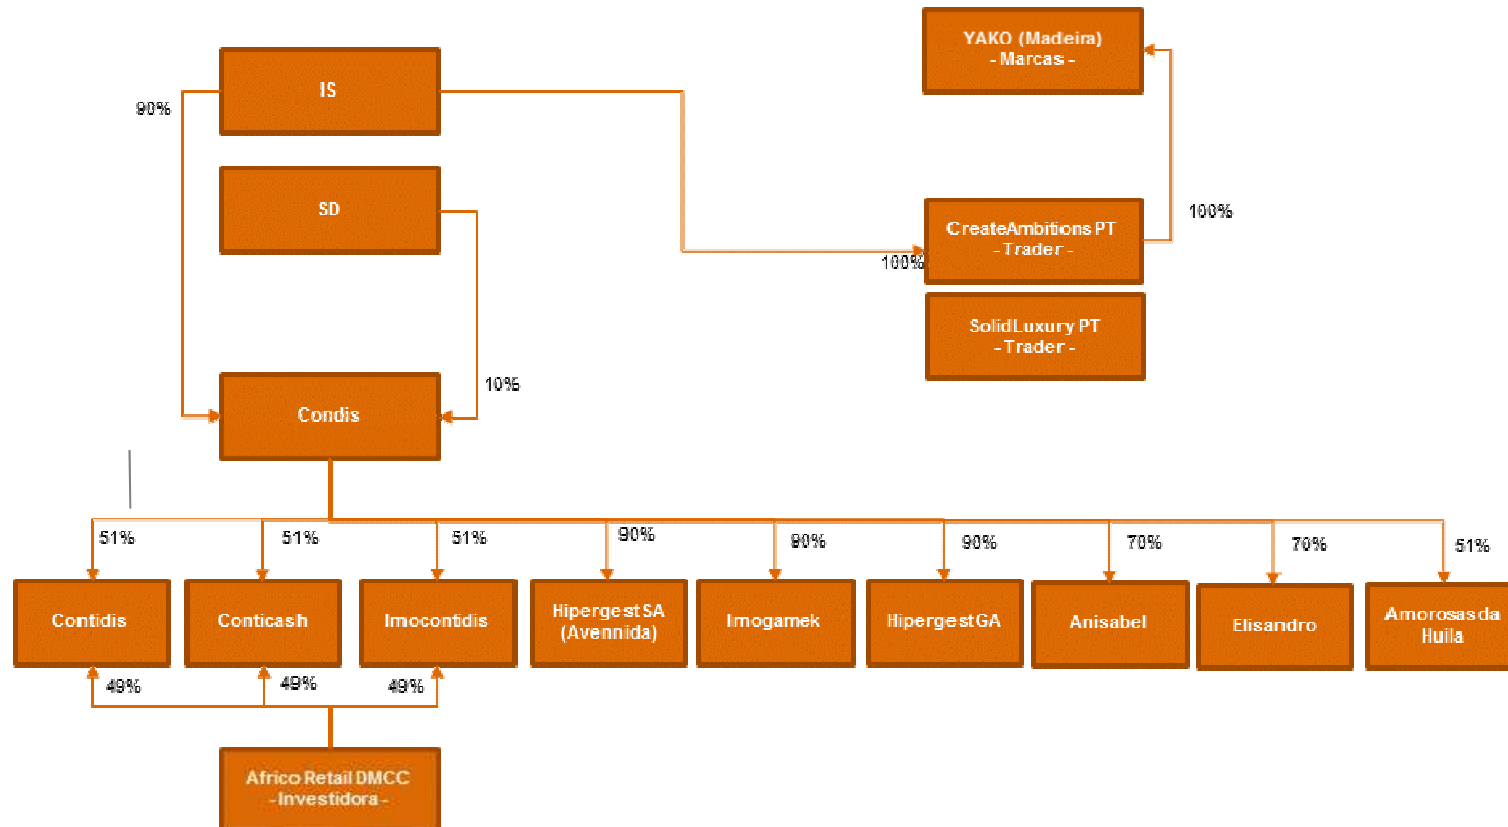 YAKO (Madeira)
- Marcas -
IS
90%
SD
100%
CreateAmbitions PT
- Trader -
100%
SolidLuxury PT
- Trader -
10%
Condis
51%
51%
51%
90%
90%
90%
70%
70%
51%
Contidis
Conticash
Imocontidis
Hipergest SA
(Avennida)
Imogamek
Hipergest GA
Anisabel
Elisandro
Amorosas da
Huila
49%
49%
49%
Africo Retail DMCC
- Investidora -